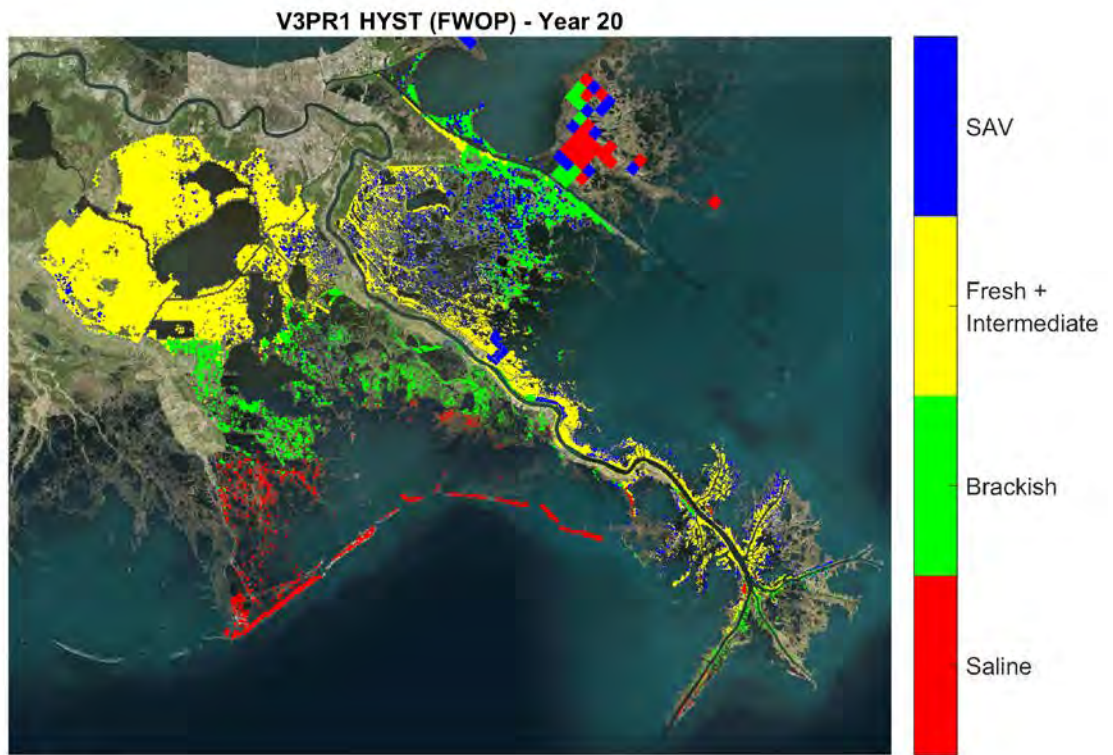 V3PR1 HYST (FWOP) - Year 20
SAV
Fresh +
Intermediate
Brackish
Saline